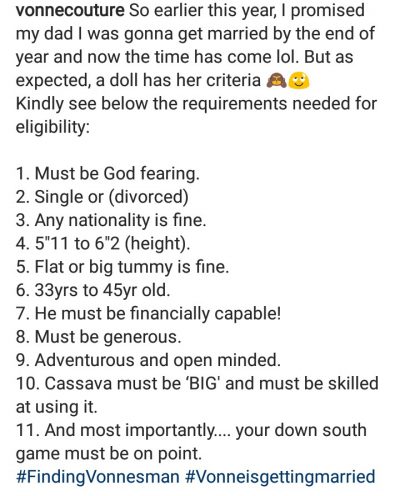 vonnecouture So earlier this year, I promised
my dad I was gonna get married by the end of
year and now the time has come lol. But as
expected, a doll has her criteria 🙈🙄
Kindly see below the requirements needed for
eligibility:

1. Must be God fearing.
2. Single or (divorced)
3. Any nationality is fine.
4. 5"11 to 6"2 (height).
5. Flat or big tummy is fine.
6. 33yrs to 45yr old.
7. He must be financially capable!
8. Must be generous.
9. Adventurous and open minded.
10. Cassava must be ‘BIG' and must be skilled
at using it.
11. And most importantly.... your down south
game must be on point.
#FindingVonnesman #Vonneisgettingmarried